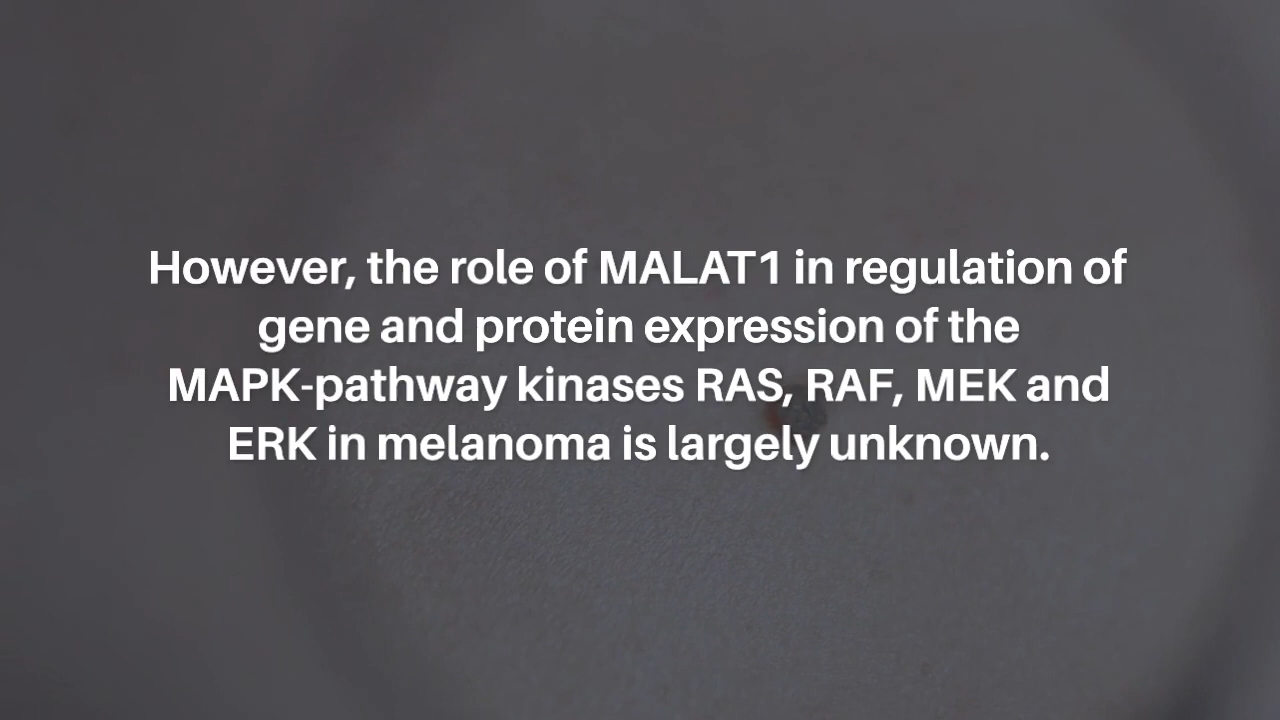 However, the role of MALAT1 in regulation of
gene and protein expression of the
MAPK-pathway kinases RAS, RAF, MEK and
ERK in melanoma is largely unknown.